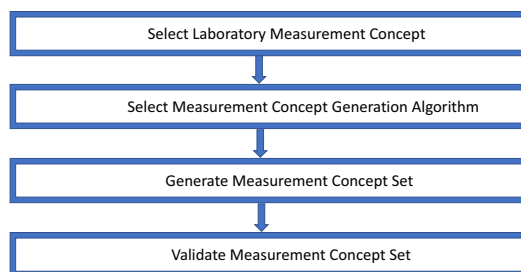 Select Laboratory Measurement Concept
Select Measurement Concept Generation Algorithm
Generate Measurement Concept Set
Validate Measurement Concept Set